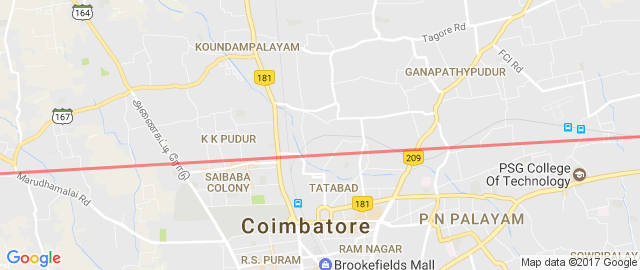 164
Tagore Rd
KOUNDAMPALAYAM
FCI Rd
181
GANAPATHYPUDUR
167
K K PUDUR
209
SAIBABA
COLONY
PSG College
Of Technology
Marudhamalai Rd
TATABAD
181
Coimbatore
P N PALAYAM
RAM NAGAR
R.S. PURAM
Brookefields Mall
SOWRIPALAY
Google
Map data ©2017 Google